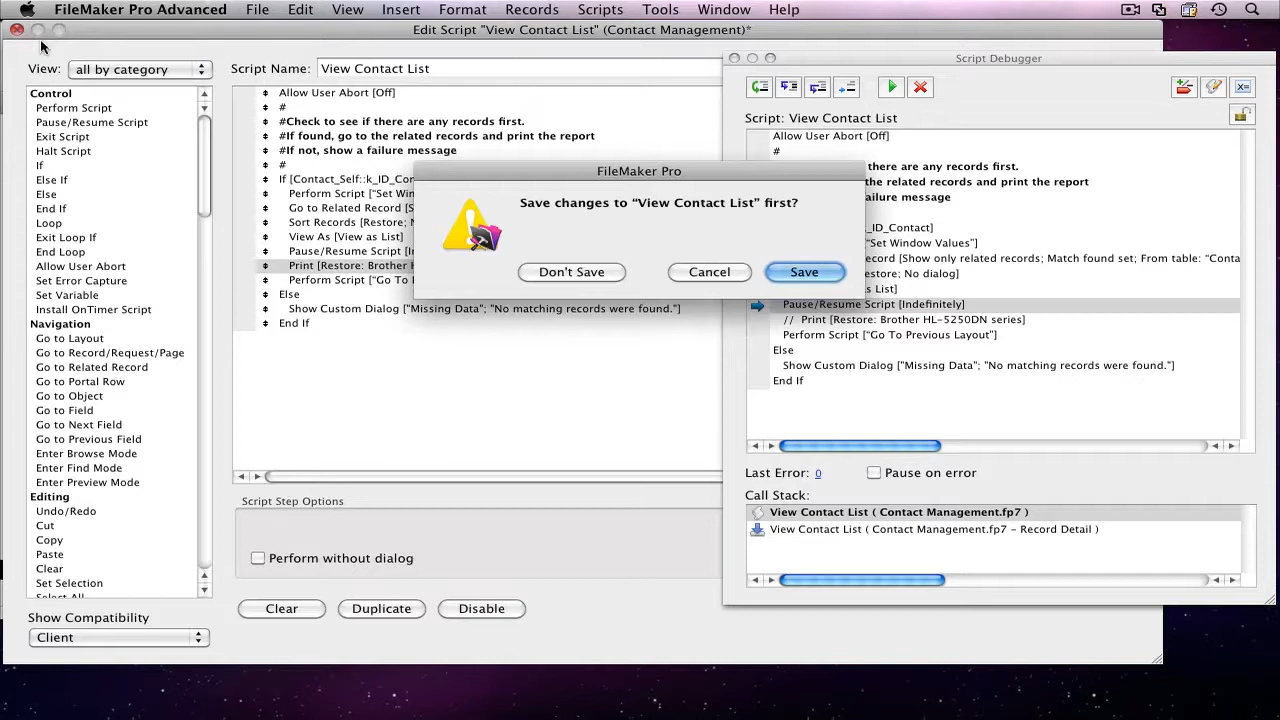 FileMaker Pro Advanced File Edit View Insert Format Records Scripts Tools Window Help
Edit Script "View Contact List" (Contact Management)*
View: all by category
Control
Perform Script
Pause/Resume Script
Exit Script
Halt Script
If
Else If
Else
End If
Loop
Exit Loop If
End Loop
Allow User Abort
Set Error Capture
Set Variable
Install OnTimer Script
Navigation
Go to Layout
Go to Record/Request/Page
Go to Related Record
Go to Portal Row
Go to Object
Go to Field
Go to Next Field
Go to Previous Field
Enter Browse Mode
Enter Find Mode
Enter Preview Mode
Editing
Undo/Redo
Cut
Copy
Paste
Clear
Set Selection
Select All
Show Compatibility
Client
Script Name: View Contact List
Allow User Abort [Off]
#
#Check to see if there are any records first.
#If found, go to the related records and print the report
#If not, show a failure message
#
If [Contact_Self::k_ID_Con
Perform Script ["Set Win
Go to Related Record [S
Sort Records [Restore; N
View As [View as List]
Pause/Resume Script [In
Print [Restore: Brother H
Perform Script ["Go To
Else
Show Custom Dialog ["Missing Data"; "No matching records were found."]
End If
Script Step Options
Perform without dialog
Clear Duplicate Disable
FileMaker Pro
Save changes to “View Contact List” first?
Don't Save Cancel Save
Script Debugger
Script: View Contact List
Allow User Abort [Off]
#
there are any records first.
the related records and print the report
ailure message
_ID_Contact]
"Set Window Values"]
ecord [Show only related records; Match found set; From table: "Conta
estore; No dialog]
as List]
Pause/Resume Script [Indefinitely]
// Print [Restore: Brother HL-5250DN series]
Perform Script ["Go To Previous Layout"]
Else
Show Custom Dialog ["Missing Data"; "No matching records were found."]
End If
Last Error: 0 Pause on error
Call Stack:
View Contact List ( Contact Management.fp7 )
View Contact List ( Contact Management.fp7 - Record Detail )